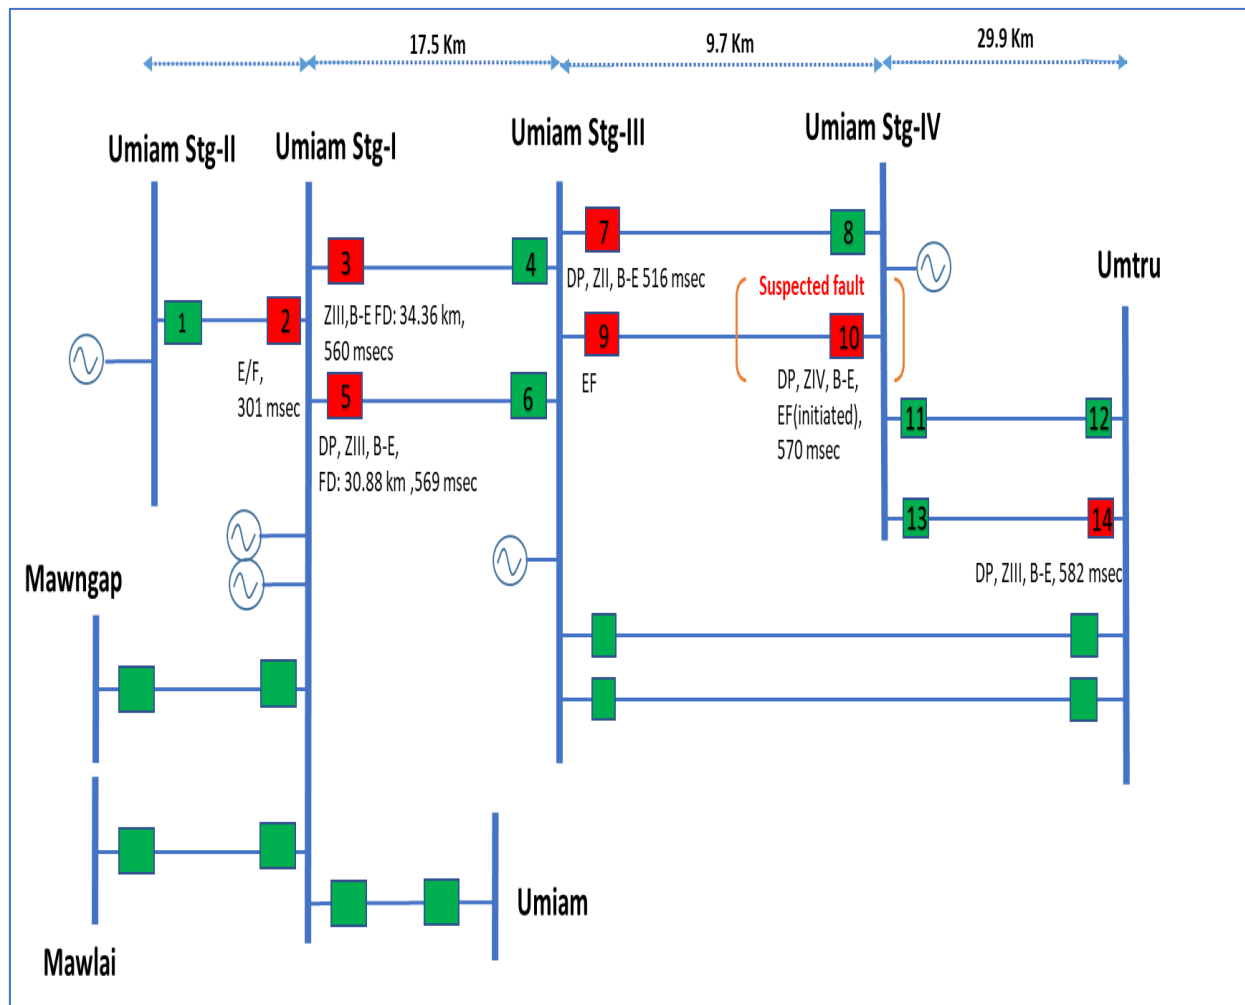 17.5 Km
9.7 Km
29.9 Km
Umiam Stg-II
Umiam Stg-I
Umiam Stg-III
Umiam Stg-IV
Umtru
1
2
3
4
5
6
7
8
9
10
11
12
13
14
E/F,
301 msec
ZIII,B-E FD: 34.36 km,
560 msecs
DP, ZIII, B-E,
FD: 30.88 km ,569 msec
DP, ZII, B-E 516 msec
Suspected fault
EF
DP, ZIV, B-E,
EF(initiated),
570 msec
DP, ZIII, B-E, 582 msec
Mawngap
Mawlai
Umiam